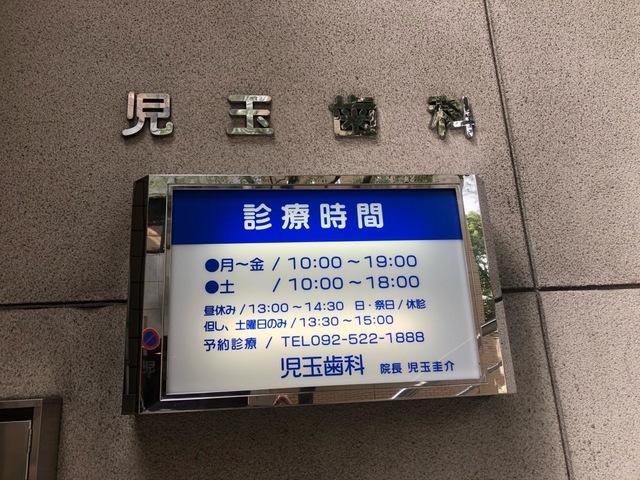 児玉歯科
診療時間
●月～金 / 10:00～19:00
●土 / 10:00～18:00
昼休み/13:00～14:30 日・祭日/休診
但し、土曜日のみ/13:30～15:00
予約診療 / TEL092-522-1888
児玉歯科 院長 児玉圭介